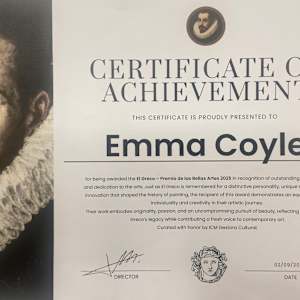 CERTIFICATE O
ACHIEVEMENT
THIS CERTIFICATE IS PROUDLY PRESENTED TO
Emma Coyle
for being awarded the El Greco – Premio de las Bellas Artes 2025 in recognition of outstanding
and dedication to the arts. Just as El Greco is remembered for a distinctive personality, unique
innovation that shaped the history of painting, the recipient of this award demonstrates an
individuality and creativity in their artistic journey.
Their work embodies originality, passion, and an uncompromising pursuit of beauty, reflecting
Greco's legacy while contributing a fresh voice to contemporary art.
Curated with honor by ICM Gestora Cultural.
DIRECTOR
DATE